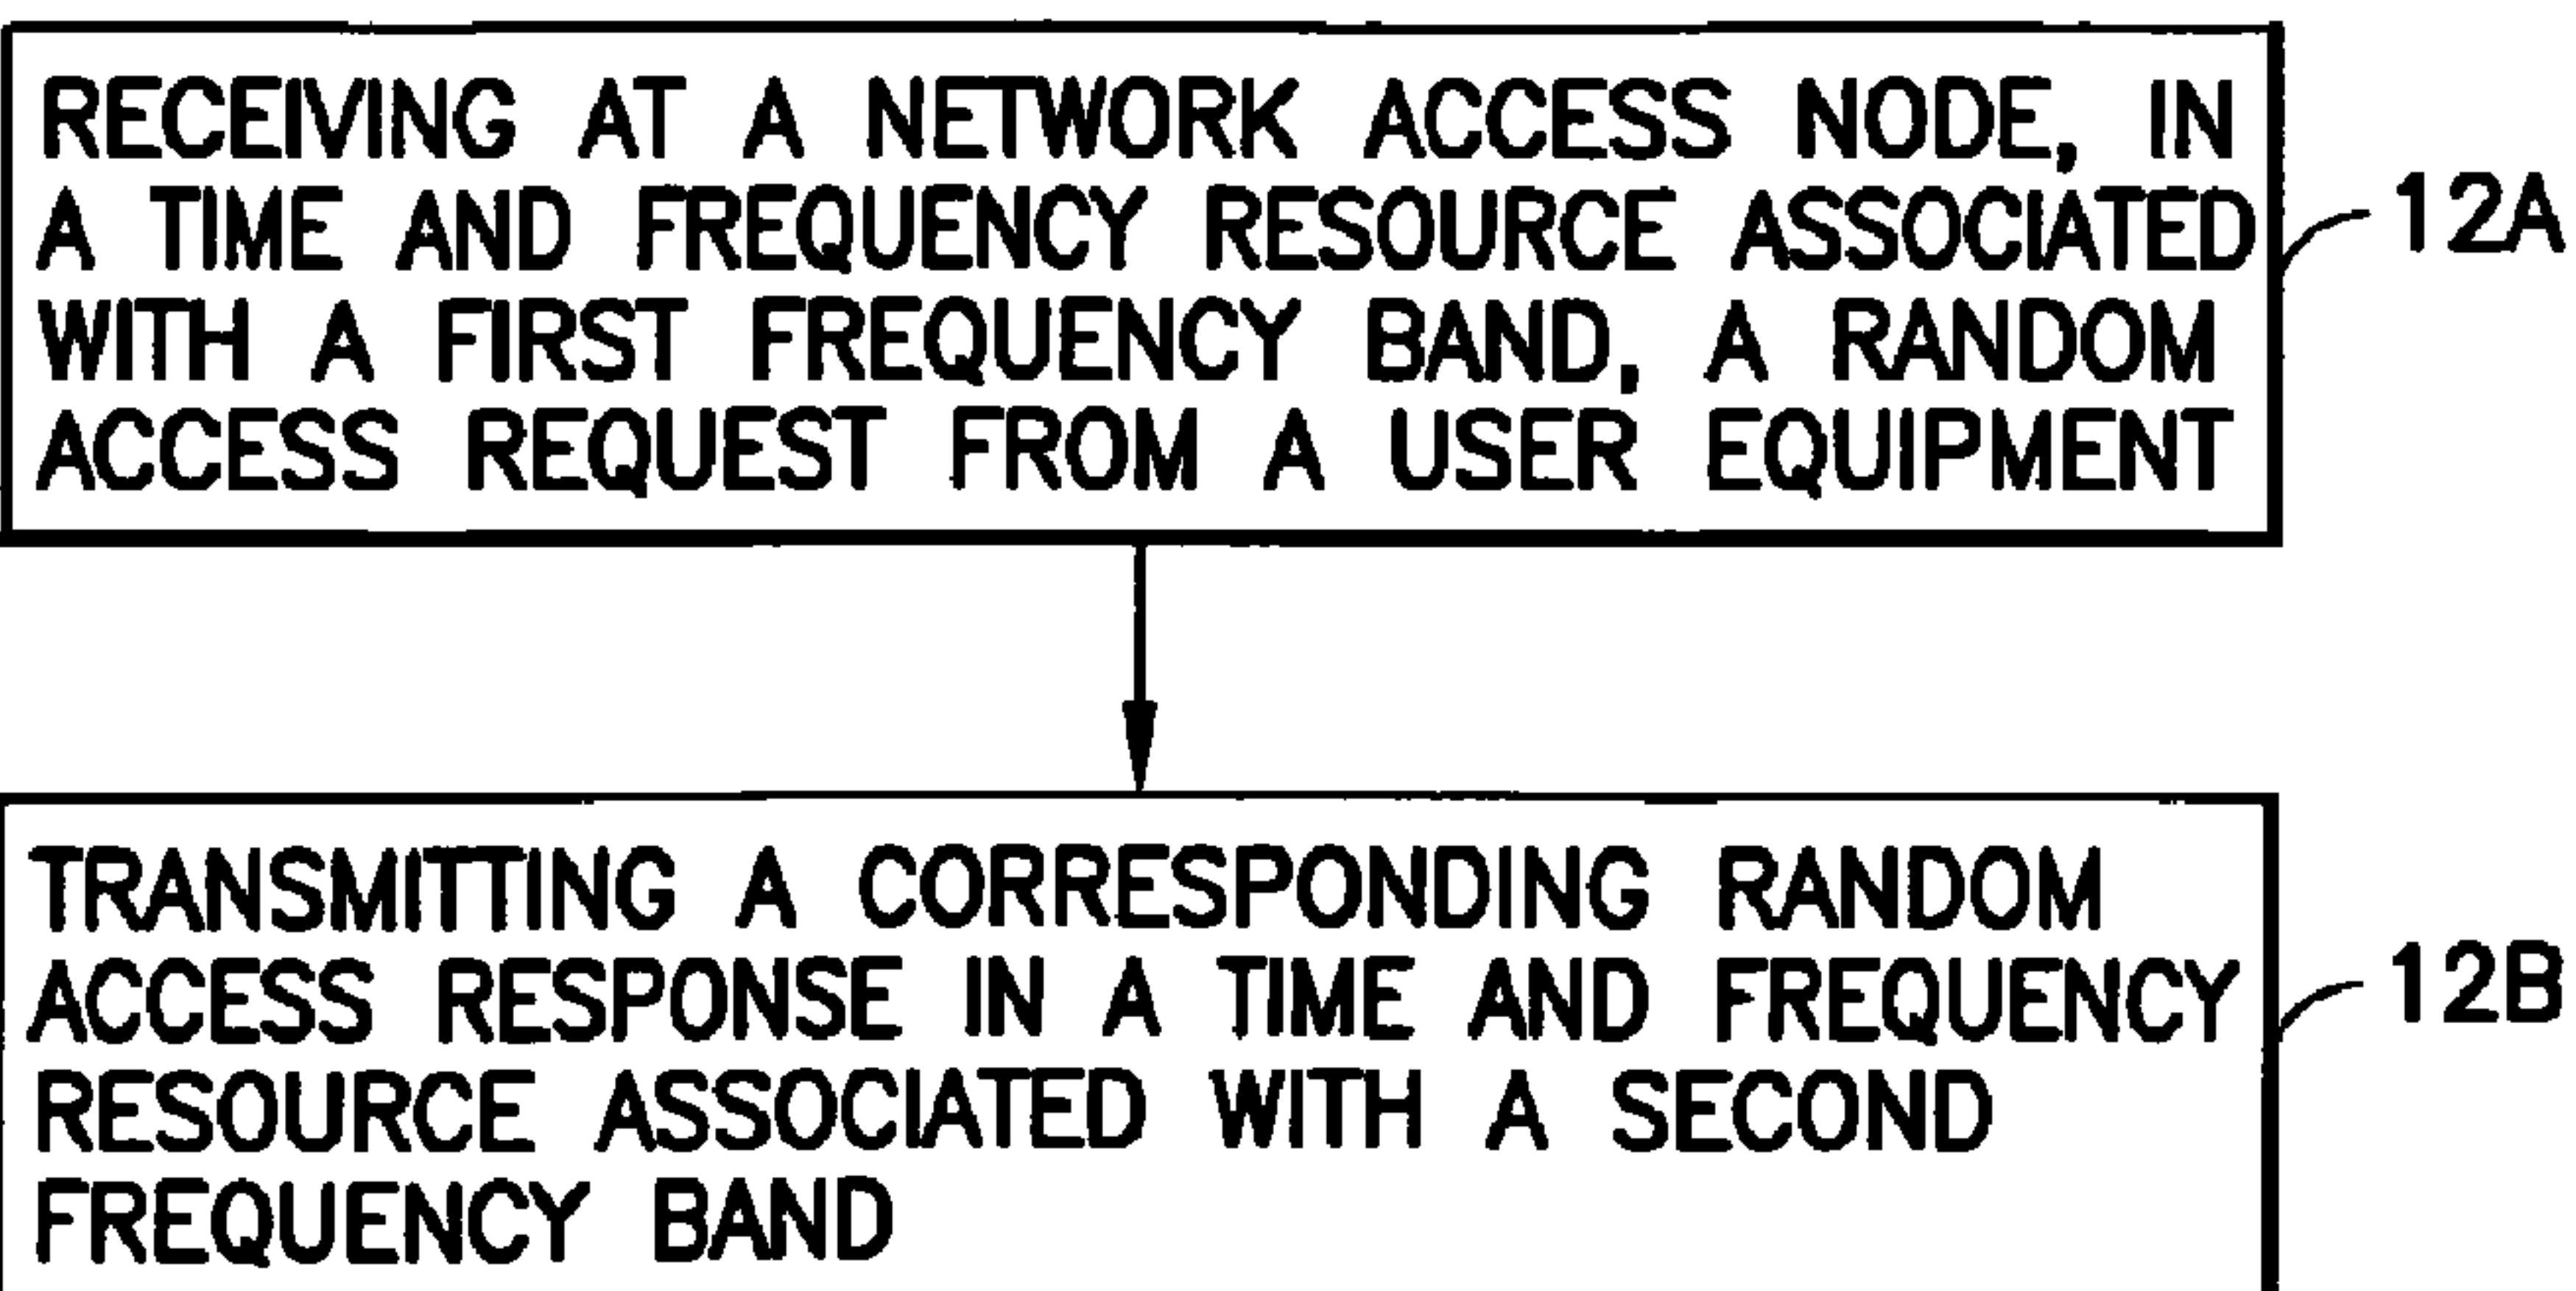 RECEIVING AT A NETWORK ACCESS NODE, IN
A TIME AND FREQUENCY RESOURCE ASSOCIATED
WITH A FIRST FREQUENCY BAND, A RANDOM
ACCESS REQUEST FROM A USER EQUIPMENT
12A
TRANSMITTING A CORRESPONDING RANDOM
ACCESS RESPONSE IN A TIME AND FREQUENCY
RESOURCE ASSOCIATED WITH A SECOND
FREQUENCY BAND
12B